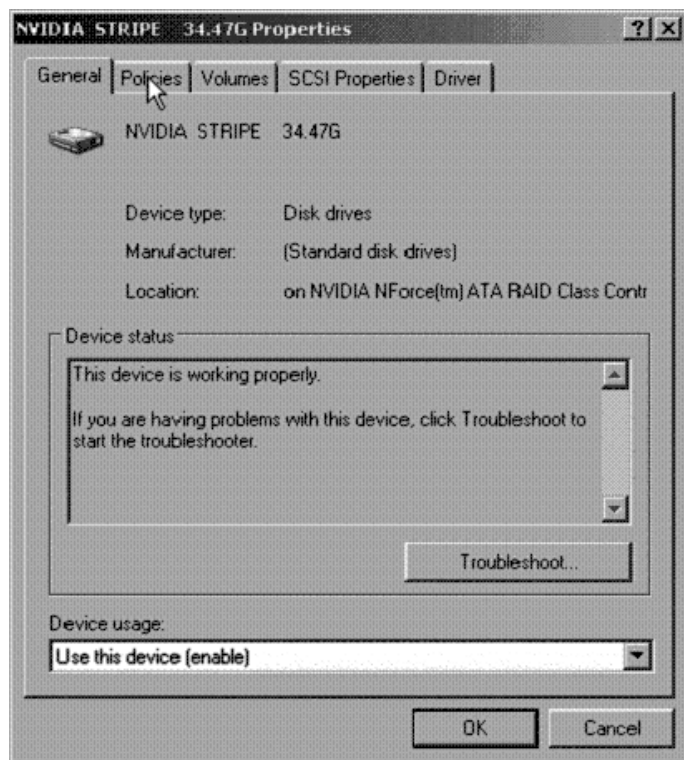 NVIDIA STRIPE 34.47G Properties
General Policies Volumes SCSI Properties Driver
NVIDIA STRIPE 34.47G
Device type: Disk drives
Manufacturer: (Standard disk drives)
Location: on NVIDIA NForce(tm) ATA RAID Class Contr
Device status
This device is working properly.
If you are having problems with this device, click Troubleshoot to
start the troubleshooter.
Troubleshoot...
Device usage:
Use this device (enable)
OK Cancel